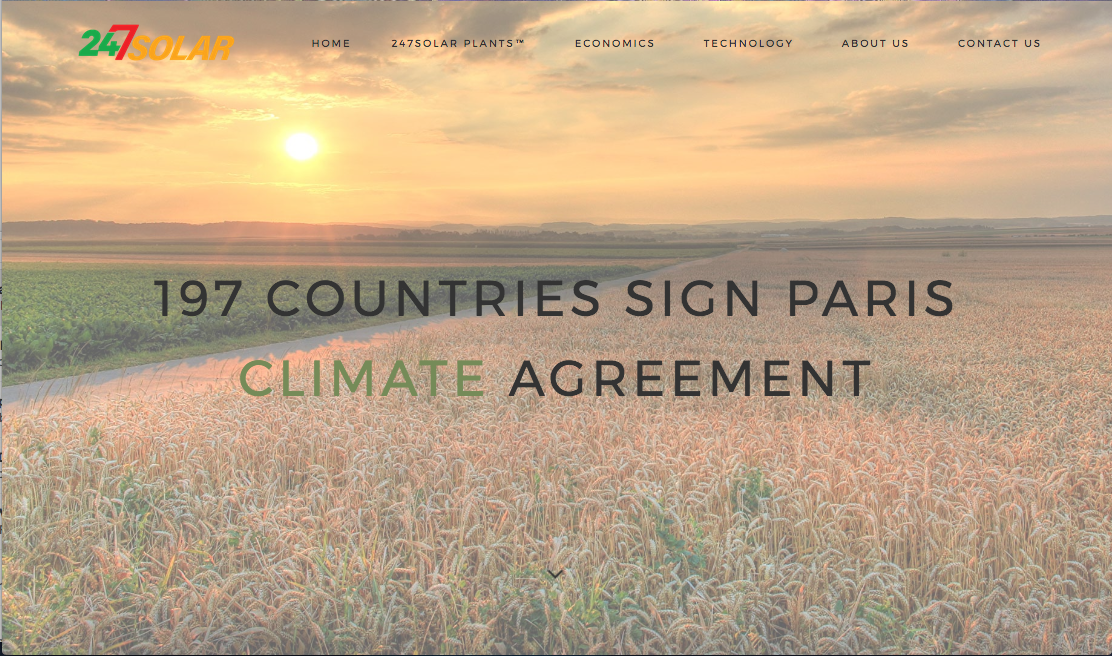 247SOLAR
HOME
247SOLAR PLANTS™
ECONOMICS
TECHNOLOGY
ABOUT US
CONTACT US
197 COUNTRIES SIGN PARIS
CLIMATE AGREEMENT